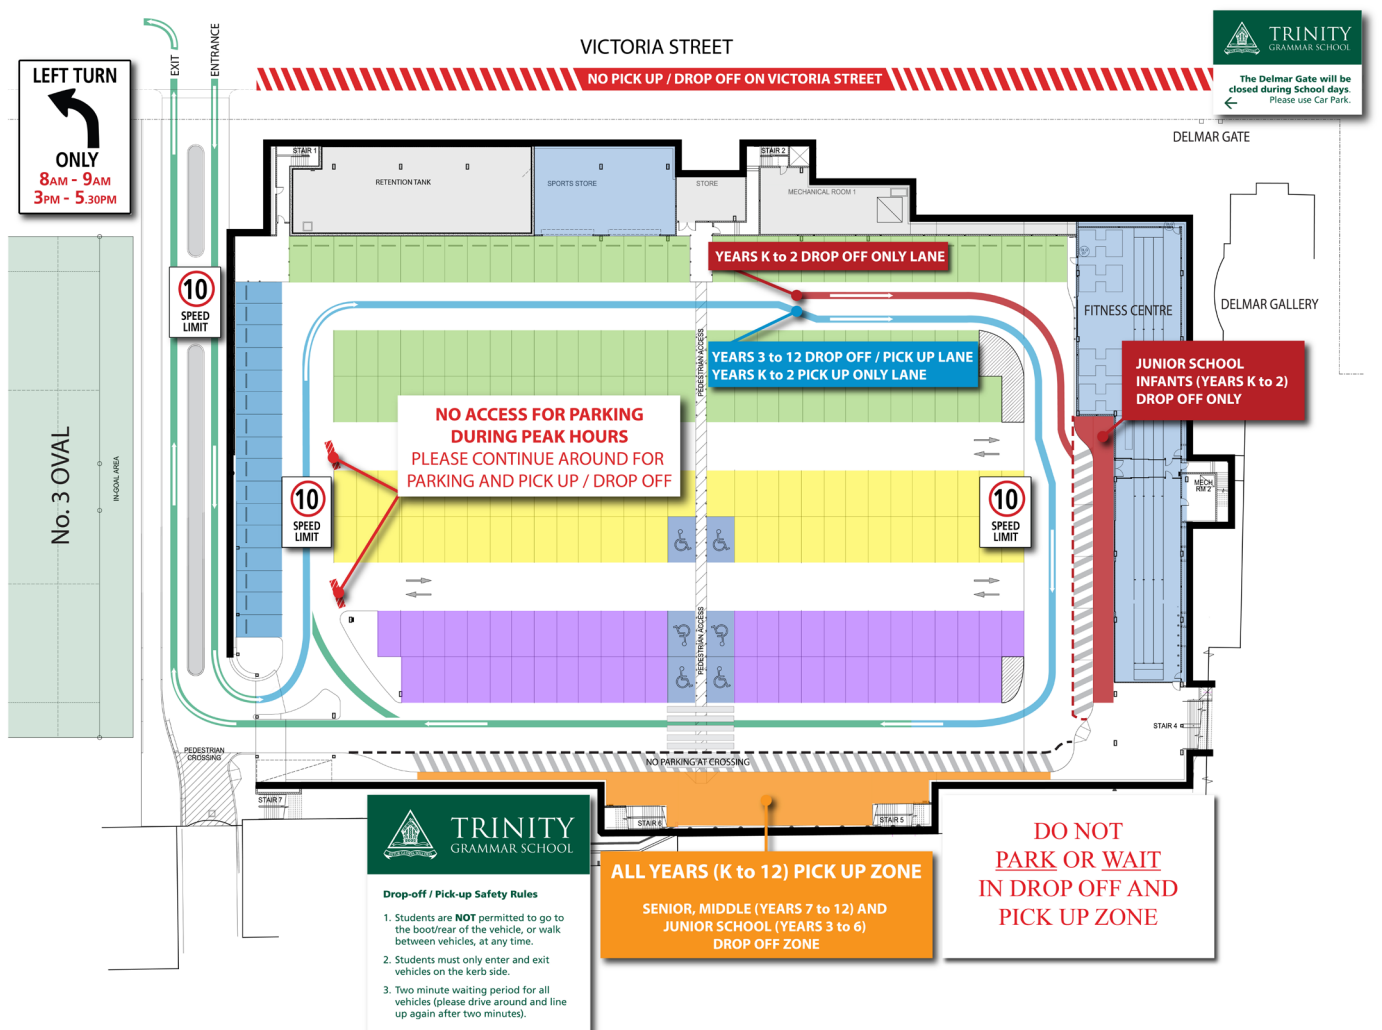 VICTORIA STREET
NO PICK UP / DROP OFF ON VICTORIA STREET
TRINITY
GRAMMAR SCHOOL
The Delmar Gate will be
closed during School days.
Please use Car Park.
DELMAR GATE
EXIT
ENTRANCE
LEFT TURN
ONLY
8AM - 9AM
3PM - 5.30PM
STAIR 1
RETENTION TANK
SPORTS STORE
STORE
STAIR 2
MECHANICAL ROOM 1
YEARS K to 2 DROP OFF ONLY LANE
10
SPEED
LIMIT
FITNESS CENTRE
DELMAR GALLERY
PEDESTRIAN ACCESS
YEARS 3 to 12 DROP OFF / PICK UP LANE
YEARS K to 2 PICK UP ONLY LANE
JUNIOR SCHOOL
INFANTS (YEARS K to 2)
DROP OFF ONLY
NO ACCESS FOR PARKING
DURING PEAK HOURS
PLEASE CONTINUE AROUND FOR
PARKING AND PICK UP / DROP OFF
No. 3 OVAL
IN-GOAL AREA
10
SPEED
LIMIT
10
SPEED
LIMIT
MECH
RM 2
PEDESTRIAN ACCESS
STAIR 4
PEDESTRIAN
CROSSING
NO PARKING AT CROSSING
STAIR 7
STAIR 6
STAIR 5
TRINITY
GRAMMAR SCHOOL
Drop-off / Pick-up Safety Rules
1. Students are NOT permitted to go to
the boot/rear of the vehicle, or walk
between vehicles, at any time.
2. Students must only enter and exit
vehicles on the kerb side.
3. Two minute waiting period for all
vehicles (please drive around and line
up again after two minutes).
ALL YEARS (K to 12) PICK UP ZONE
SENIOR, MIDDLE (YEARS 7 to 12) AND
JUNIOR SCHOOL (YEARS 3 to 6)
DROP OFF ZONE
DO NOT
PARK OR WAIT
IN DROP OFF AND
PICK UP ZONE